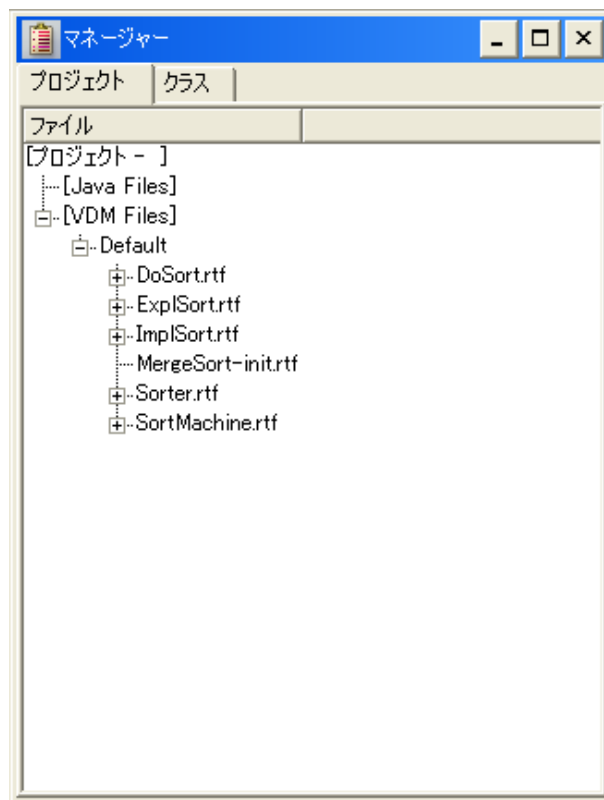 マネージャー
プロジェクト クラス
ファイル
[プロジェクト - ]
[Java Files]
[VDM Files]
Default
DoSort.rtf
ExplSort.rtf
ImplSort.rtf
MergeSort-init.rtf
Sorter.rtf
SortMachine.rtf